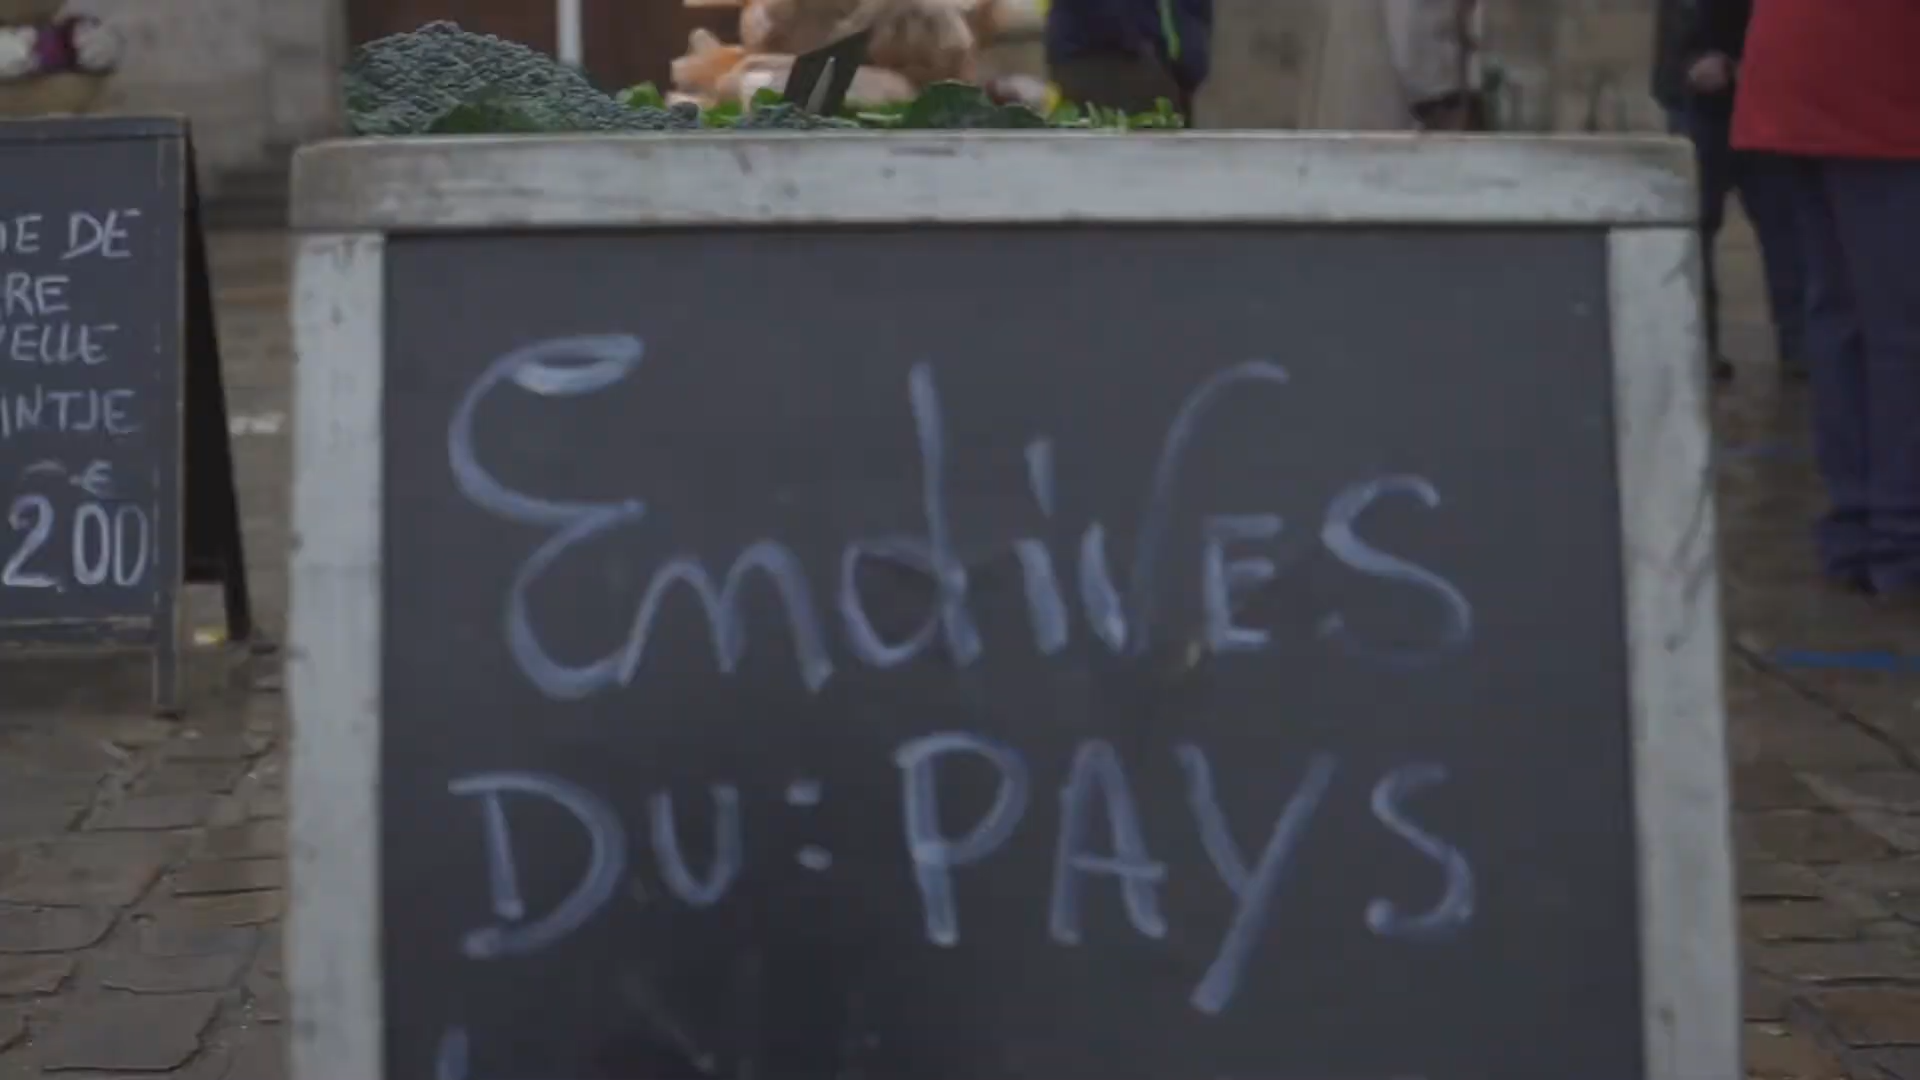 IE DE
RE
VELLE
INTJE
€
2.00
Endives
DU: PAYS